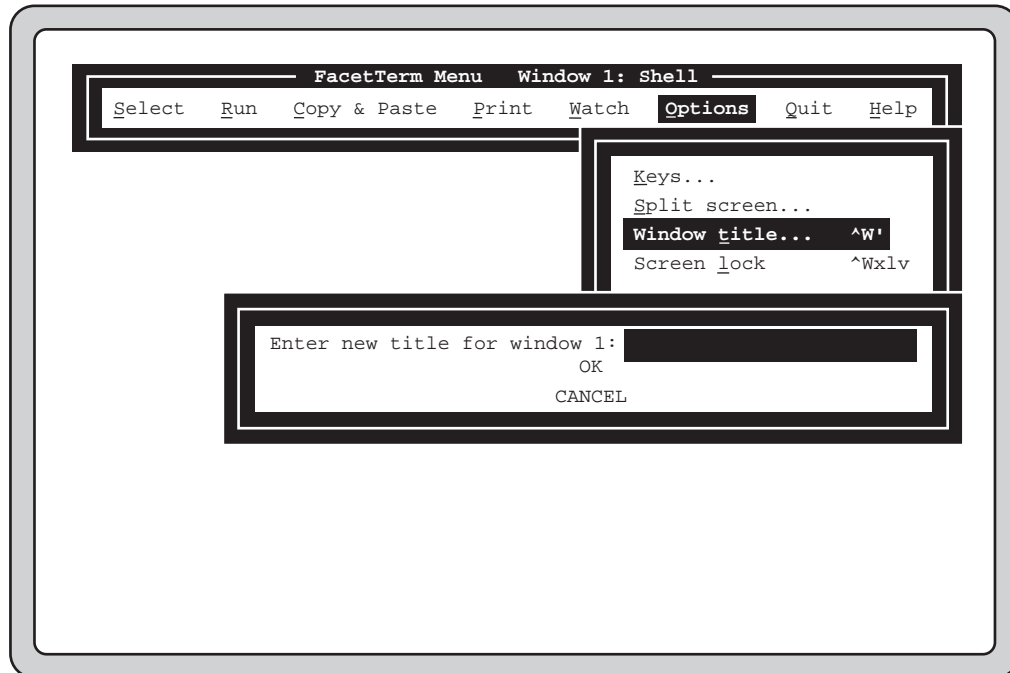 FacetTerm Menu Window 1: Shell
Select Run Copy & Paste Print Watch Options Quit Help
Keys...
Split screen...
Window title... ^W'
Screen lock ^Wxlv
Enter new title for window 1:
OK
CANCEL